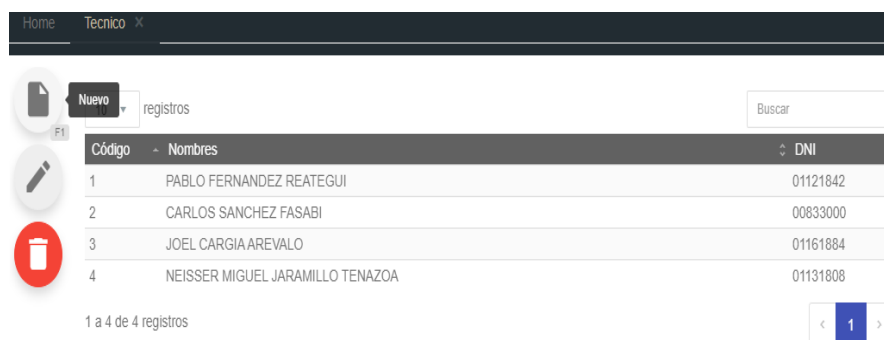 Home Tecnico ×
Nuevo
10 registros Buscar
F1
Código Nombres DNI
1 PABLO FERNANDEZ REATEGUI 01121842
2 CARLOS SANCHEZ FASABI 00833000
3 JOEL CARGIA AREVALO 01161884
4 NEISSER MIGUEL JARAMILLO TENAZOA 01131808
1 a 4 de 4 registros ‹ 1 ›